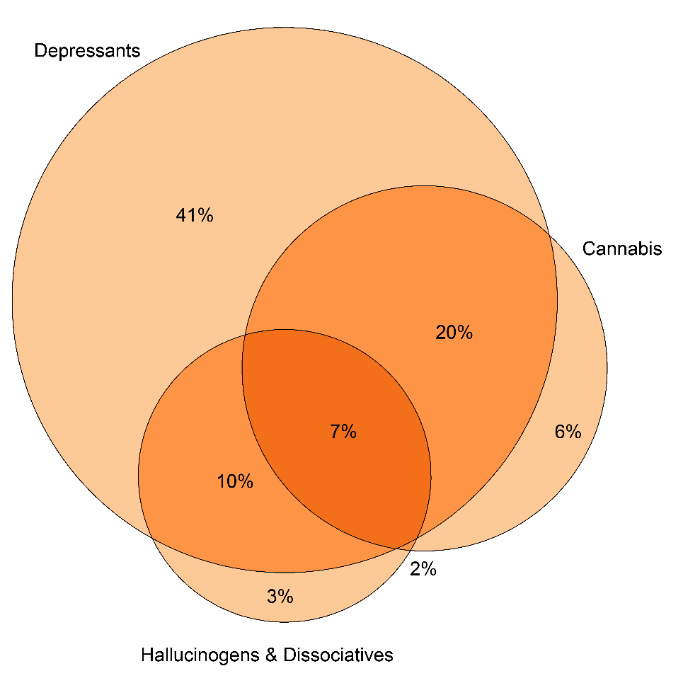 Depressants
41%
Cannabis
20%
7%
6%
10%
2%
3%
Hallucinogens & Dissociatives